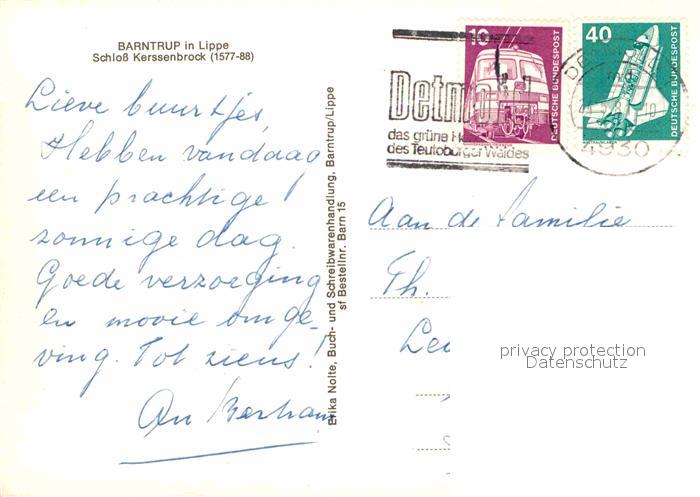 BARNTRUP in Lippe
Schloß Kerssenbrock (1577-88)
Lieve buurtjes,
Hebben vandaag
een prachtige
zonnige dag.
Goede verzorging
en mooie omge-
ving. Tot ziens!
Erika Nolte, Buch- und Schreibwarenhandlung, Barntrup/Lippe
sf Bestellnr. Barn 15
das grüne
des Teutoburger Waldes
10
DEUTSCHE BUNDESPOST
40
DEUTSCHE BUNDESPOST
4930
Aan de familie
Th.
privacy protection
Datenschutz